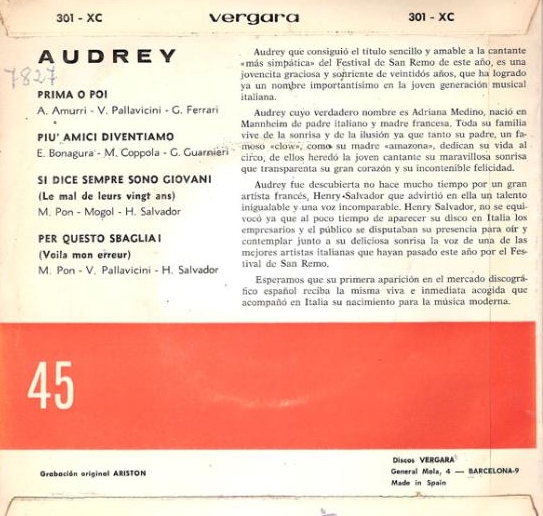 301 - XC
vergara
301 - XC
AUDREY
7827
PRIMA O POI
A. Amurri - V. Pallavicini - G. Ferrari
PIU' AMICI DIVENTIAMO
E. Bonagura - M. Coppola - G. Guarnieri
SI DICE SEMPRE SONO GIOVANI
(Le mal de leurs vingt ans)
M. Pon - Mogol - H. Salvador
PER QUESTO SBAGLIAI
(Voila mon erreur)
M. Pon - V. Pallavicini - H. Salvador
Audrey que consiguió el título sencillo y amable a la cantante
«más simpática» del Festival de San Remo de este año, es una
jovencita graciosa y sonriente de veintidós años, que ha logrado
ya un nombre importantísimo en la joven generación musical
italiana.
Audrey cuyo verdadero nombre es Adriana Medino, nació en
Mannheim de padre italiano y madre francesa. Toda su familia
vive de la sonrisa y de la ilusión ya que tanto su padre, un fa-
moso «clow», como su madre «amazona», dedican su vida al
circo, de ellos heredó la joven cantante su maravillosa sonrisa
que transparenta su gran corazón y su incontenible felicidad.
Audrey fue descubierta no hace mucho tiempo por un gran
artista francés, Henry-Salvador que advirtió en ella un talento
inigualable y una voz incomparable. Henry Salvador, no se equi-
vocó ya que al poco tiempo de aparecer su disco en Italia los
empresarios y el público se disputaban su presencia para oír y
contemplar junto a su deliciosa sonrisa la voz de una de las
mejores artistas italianas que hayan pasado este año por el Fes-
tival de San Remo.
Esperamos que su primera aparición en el mercado discográ-
fico español reciba la misma viva e inmediata acogida que
acompañó en Italia su nacimiento para la música moderna.
45
Grabación original ARISTON
Discos VERGARA
General Mola, 4 — BARCELONA-9
Made in Spain